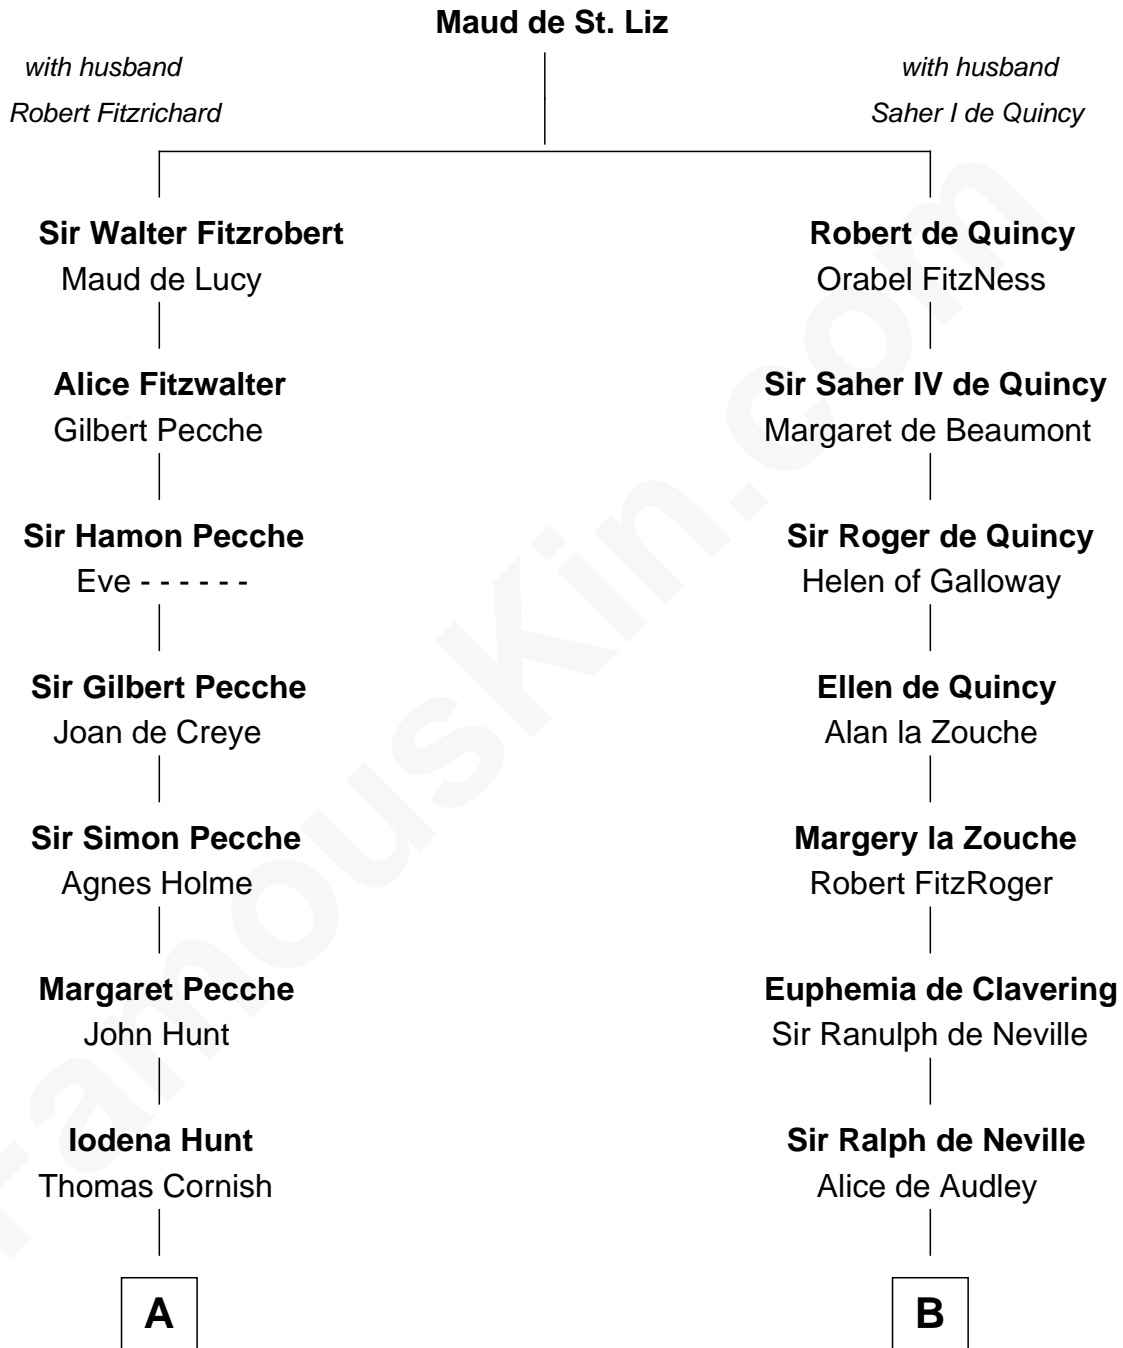 Maud de St. Liz
with husband
Robert Fitzrichard
with husband
Saher I de Quincy
Sir Walter Fitzrobert
Maud de Lucy
Robert de Quincy
Orabel FitzNess
Alice Fitzwalter
Gilbert Pecche
Sir Saher IV de Quincy
Margaret de Beaumont
Sir Hamon Pecche
Eve - - - - - -
Sir Roger de Quincy
Helen of Galloway
Sir Gilbert Pecche
Joan de Creye
Ellen de Quincy
Alan la Zouche
Sir Simon Pecche
Agnes Holme
Margery la Zouche
Robert FitzRoger
Margaret Pecche
John Hunt
Euphemia de Clavering
Sir Ranulph de Neville
Iodena Hunt
Thomas Cornish
Sir Ralph de Neville
Alice de Audley
A
B
FamousKin.com